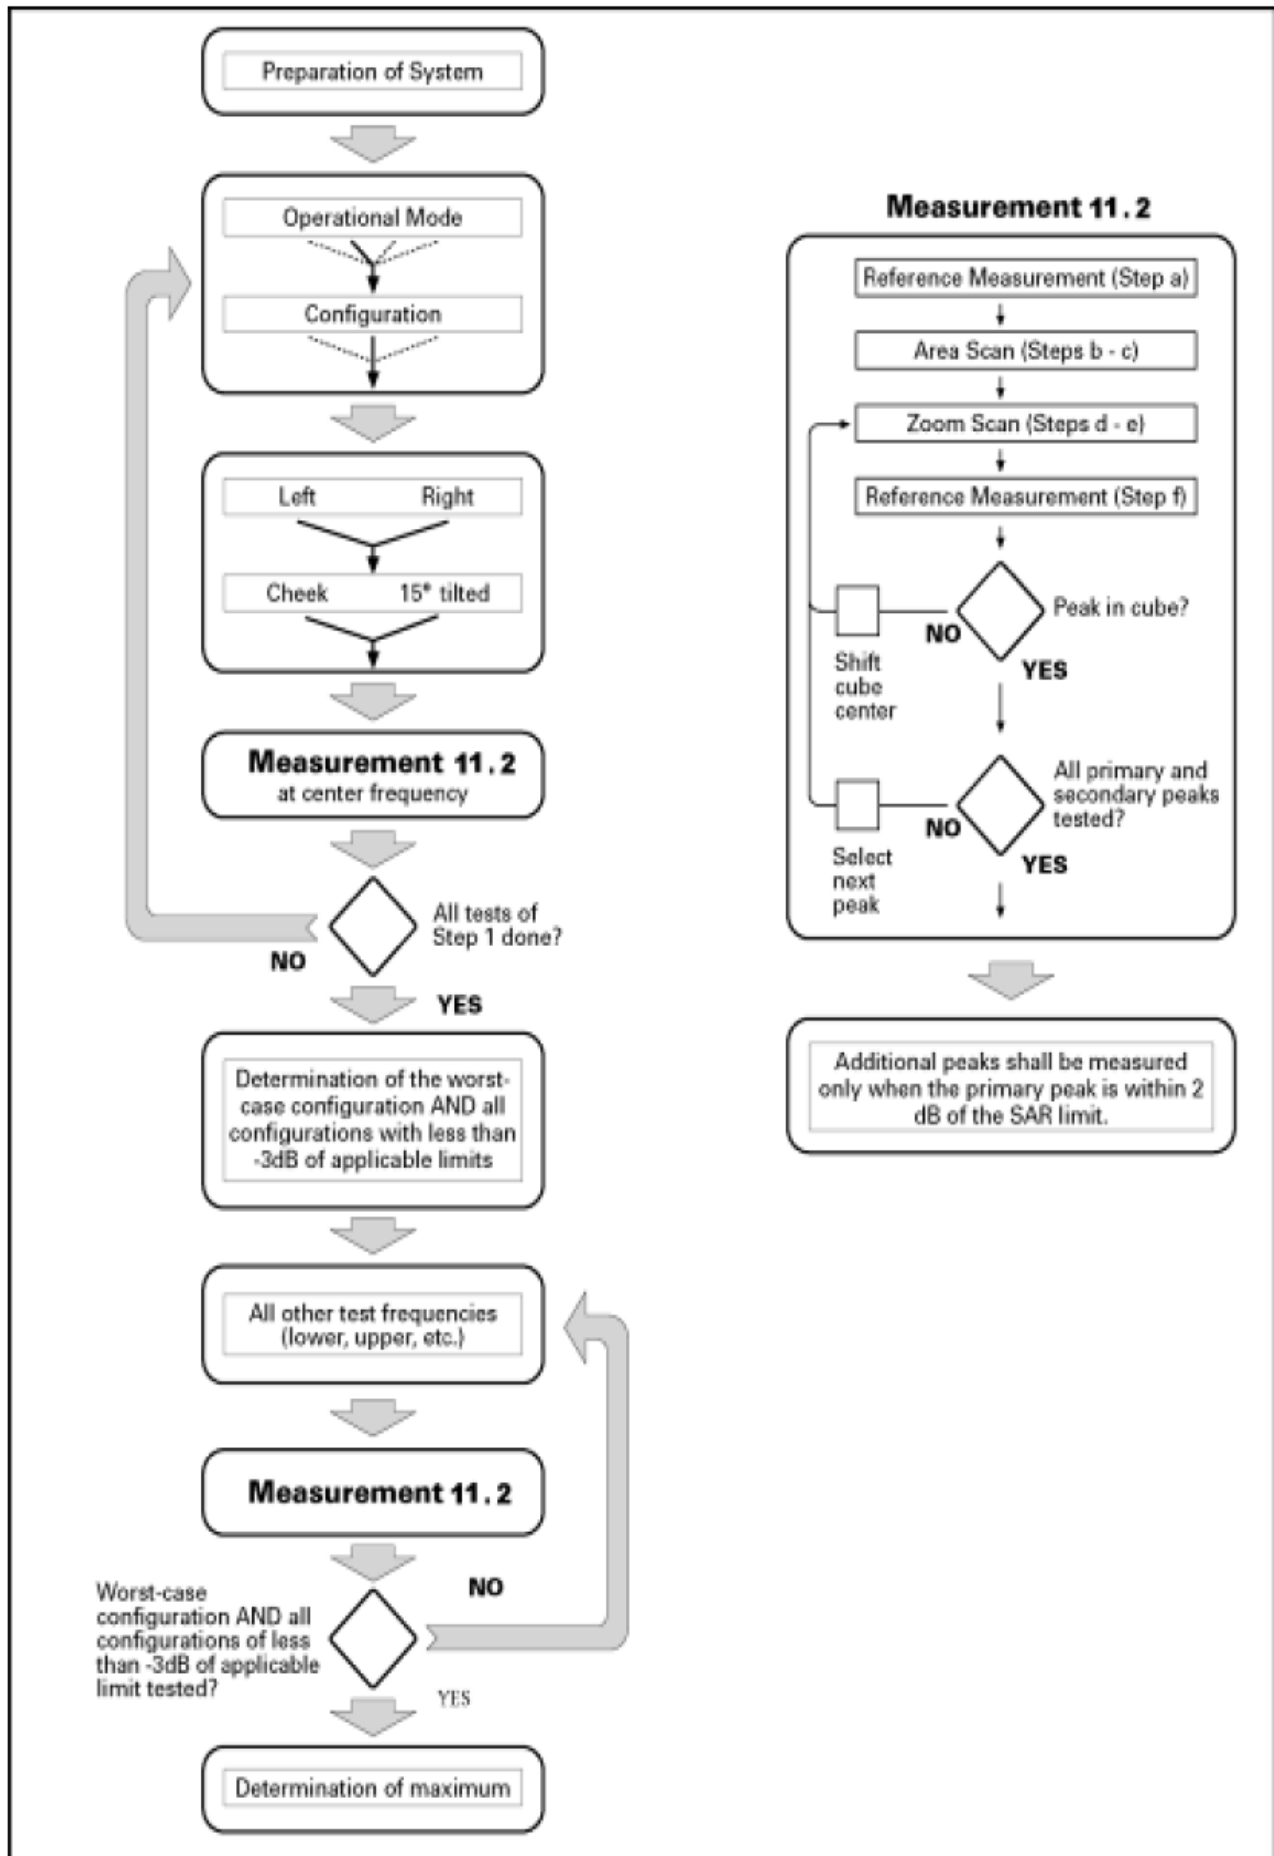 Preparation of System
Operational Mode
Configuration
Left Right
Cheek 15° tilted
Measurement 11.2
at center frequency
All tests of
Step 1 done?
NO
YES
Determination of the worst-
case configuration AND all
configurations with less than
-3dB of applicable limits
All other test frequencies
(lower, upper, etc.)
Measurement 11.2
NO
Worst-case
configuration AND all
configurations of less
than -3dB of applicable
limit tested?
YES
Determination of maximum
Measurement 11.2
Reference Measurement (Step a)
Area Scan (Steps b - c)
Zoom Scan (Steps d - e)
Reference Measurement (Step f)
Peak in cube?
NO
YES
Shift
cube
center
All primary and
secondary peaks
tested?
NO
YES
Select
next
peak
Additional peaks shall be measured
only when the primary peak is within 2
dB of the SAR limit.